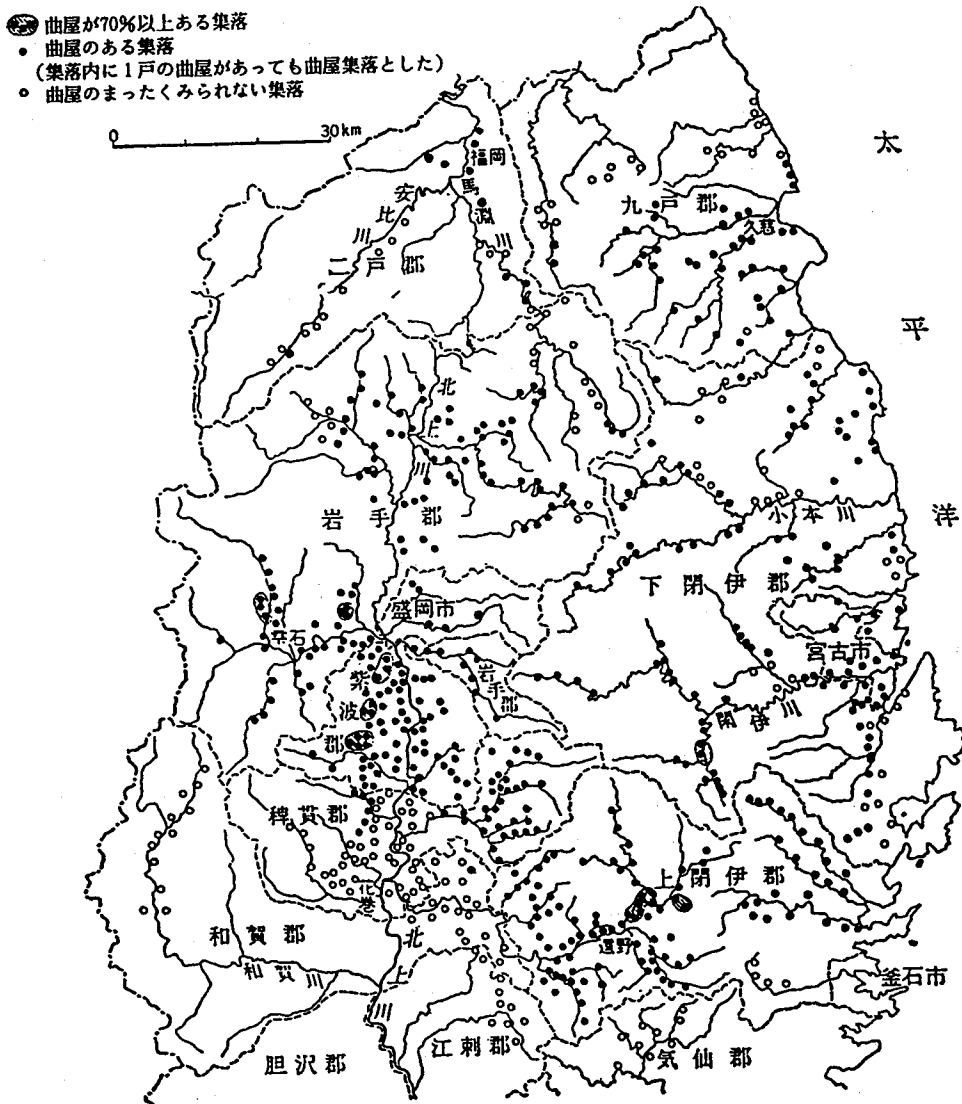 曲屋が70%以上ある集落
曲屋のある集落
(集落内に1戸の曲屋があっても曲屋集落とした)
曲屋のまったくみられない集落
0 30km
太平洋
福岡
馬淵川
安比川
二戸郡
九戸郡
久慈
北上川
岩手郡
小本川
下閉伊郡
盛岡市
雫石
岩手郡
宮古市
紫波郡
閉伊川
稗貫郡
花巻
上閉伊郡
遠野
和賀郡
北上川
和賀川
釜石市
江刺郡
胆沢郡
気仙郡